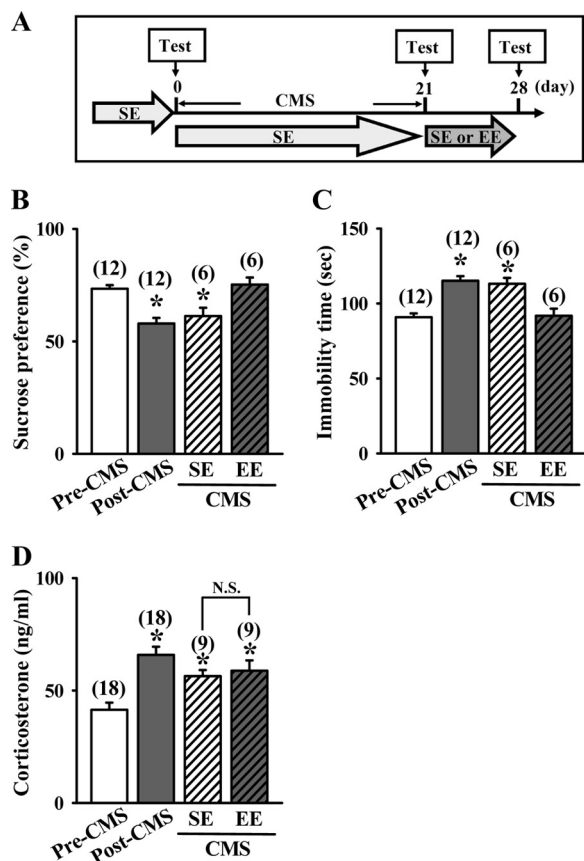 A
Test Test Test
0 21 28 (day)
CMS
SE
SE
SE or EE
B
Sucrose preference (%)
100
50
0
(12)
(12)
*
(6)
*
(6)
Pre-CMS
Post-CMS
SE
EE
CMS
C
Immobility time (sec)
150
100
50
0
(12)
(12)
*
(6)
*
(6)
Pre-CMS
Post-CMS
SE
EE
CMS
D
Corticosterone (ng/ml)
100
50
0
(18)
(18)
*
N.S.
(9)
*
(9)
*
Pre-CMS
Post-CMS
SE
EE
CMS